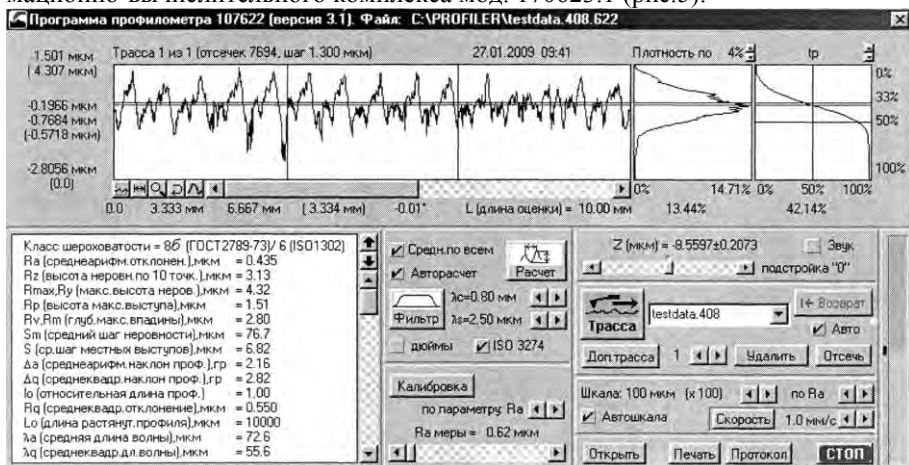 мационно-вычислительного комплекса мод. 170623.1 (рис.5).
Программа профилометра 107622 (версия 3.1). Файл: C:\PROFILER\testdata.408.622
1.501 мкм Трасса 1 из 1 (отсечек 7694, шаг 1.300 мкм) 27.01.2009 09:41 Плотность по 4% tp
(4.307 мкм) 0%
-0.1966 мкм 33%
-0.7684 мкм 50%
(-0.5718 мкм)
-2.8056 мкм 100%
(0.0) 0% 14.71% 0% 50% 100%
0.0 3.333 мм 6.667 мм (3.334 мм) -0.01° L (длина оценки) = 10.00 мм 13.44% 42.14%
Класс шероховатости = 8б (ГОСТ2789-73)/ 6 (ISO1302)
Ra (среднеарифм.отклонен.),мкм = 0.435
Rz (высота неровн.по 10 точк.),мкм = 3.13
Rmax,Ry (макс.высота неров.),мкм = 4.32
Rp (высота макс.выступа),мкм = 1.51
Rv,Rm (глуб.макс.впадины),мкм = 2.80
Sm (средний шаг неровности),мкм = 76.7
S (ср.шаг местных выступов),мкм = 6.82
Δa (среднеарифм.наклон проф.),гр = 2.16
Δq (среднеквадр.наклон проф.),гр = 2.82
lo (относительная длина проф.) = 1.00
Rq (среднеквадр.отклонение),мкм = 0.550
Lo (длина растянут.профиля),мкм = 10000
λa (средняя длина волны),мкм = 72.6
λq (среднеквадр.дл.волны),мкм = 55.6
Средн.по всем
Авторасчет Расчет
λc=0.80 мм
Фильтр λs=2.50 мкм
дюймы ISO 3274
Калибровка
по параметру: Ra
Ra меры = 0.62 мкм
Z (мкм) = -8.5597±0.2073 Звук
подстройка "0"
Трасса testdata.408 Возврат
Авто
Доп.трасса 1 Удалить Отсечь
Шкала: 100 мкм (x 100) по Ra
Автошкала Скорость 1.0 мм/с
Открыть Печать Протокол СТОП